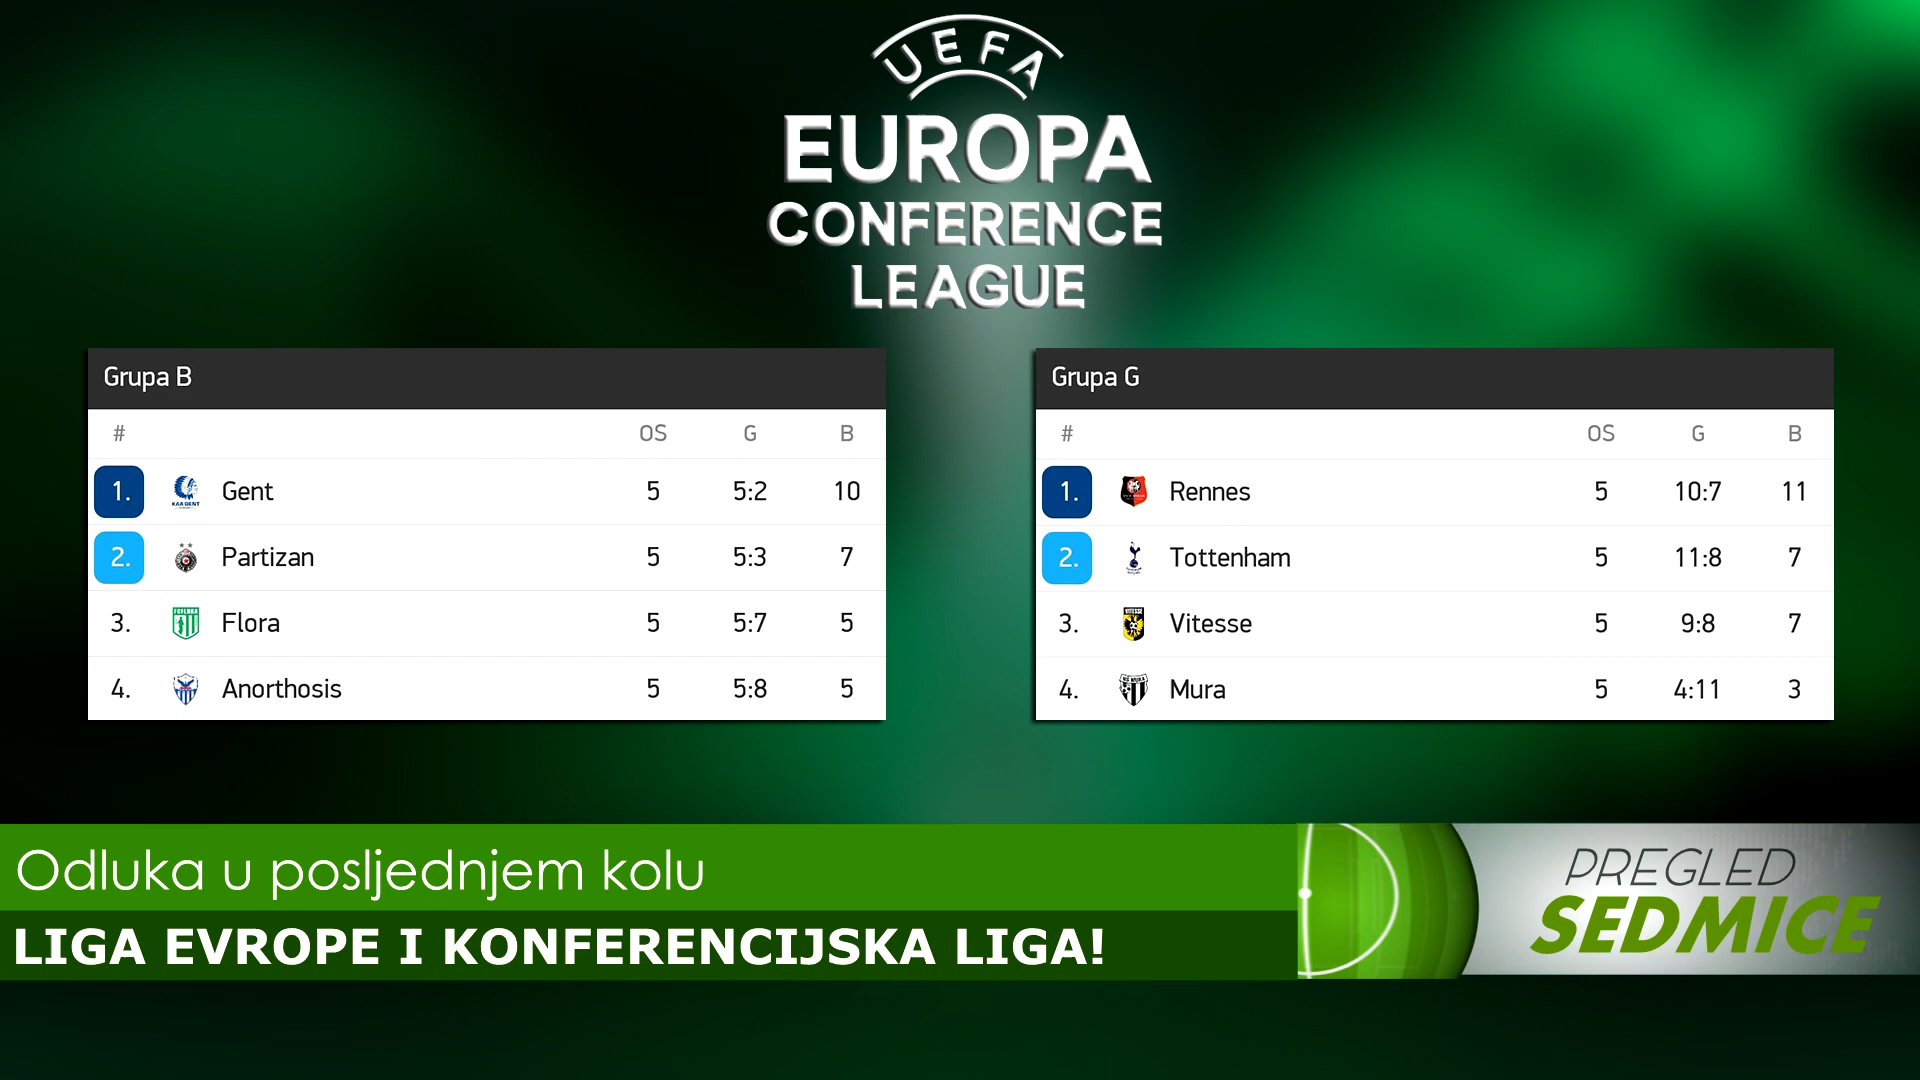 UEFA
EUROPA
CONFERENCE
LEAGUE
Grupa B
# OS G B
1. Gent 5 5:2 10
2. Partizan 5 5:3 7
3. Flora 5 5:7 5
4. Anorthosis 5 5:8 5
Grupa G
# OS G B
1. Rennes 5 10:7 11
2. Tottenham 5 11:8 7
3. Vitesse 5 9:8 7
4. Mura 5 4:11 3
Odluka u posljednjem kolu
LIGA EVROPE I KONFERENCIJSKA LIGA!
PREGLED
SEDMICE